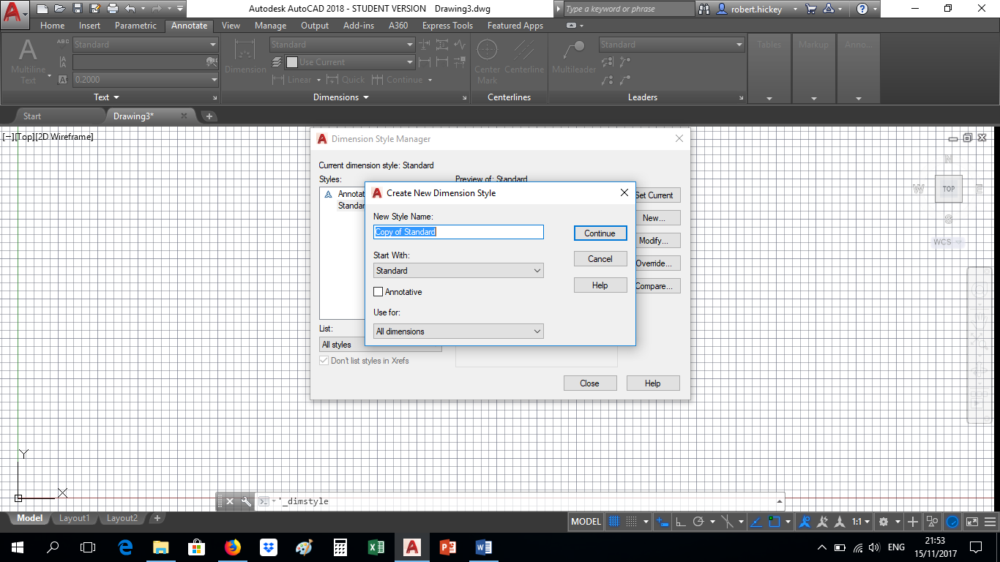 Autodesk AutoCAD 2018 - STUDENT VERSION Drawing3.dwg
Type a keyword or phrase
robert.hickey
Home Insert Parametric Annotate View Manage Output Add-ins A360 Express Tools Featured Apps
ABC Standard
Standard
Standard
Multiline Text
0.2000
Dimension
Use Current
Linear Quick Continue
Center Mark
Centerline
Multileader
Tables
Markup
Anno...
Text Dimensions Centerlines Leaders
Start Drawing3*
[−][Top][2D Wireframe]
Dimension Style Manager
Current dimension style: Standard
Styles:
Preview of: Standard
Annotat
Standar
Set Current
New...
Modify...
Override...
Compare...
List:
All styles
Don't list styles in Xrefs
Close
Help
Create New Dimension Style
New Style Name:
Copy of Standard
Continue
Start With:
Standard
Cancel
Annotative
Help
Use for:
All dimensions
N
W TOP E
S
WCS
Y
X
'_dimstyle
Model Layout1 Layout2
MODEL 1:1
ENG
21:53
15/11/2017